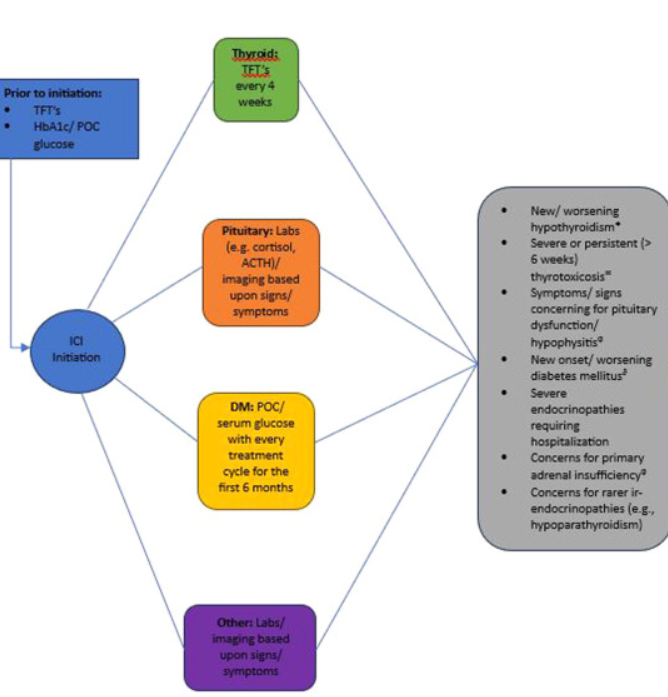 Prior to initiation:
• TFT's
• HbA1c/ POC
glucose
ICI
Initiation
Thyroid:
TFT's
every 4
weeks
Pituitary: Labs
(e.g. cortisol,
ACTH)/
imaging based
upon signs/
symptoms
DM: POC/
serum glucose
with every
treatment
cycle for the
first 6 months
Other: Labs/
imaging based
upon signs/
symptoms
• New/ worsening
hypothyroidism*
• Severe or persistent (>
6 weeks)
thyrotoxicosis
• Symptoms/ signs
concerning for pituitary
dysfunction/
hypophysitis
• New onset/ worsening
diabetes mellitus
• Severe
endocrinopathies
requiring
hospitalization
• Concerns for primary
adrenal insufficiency
• Concerns for rarer ir-
endocrinopathies (e.g.,
hypoparathyroidism)